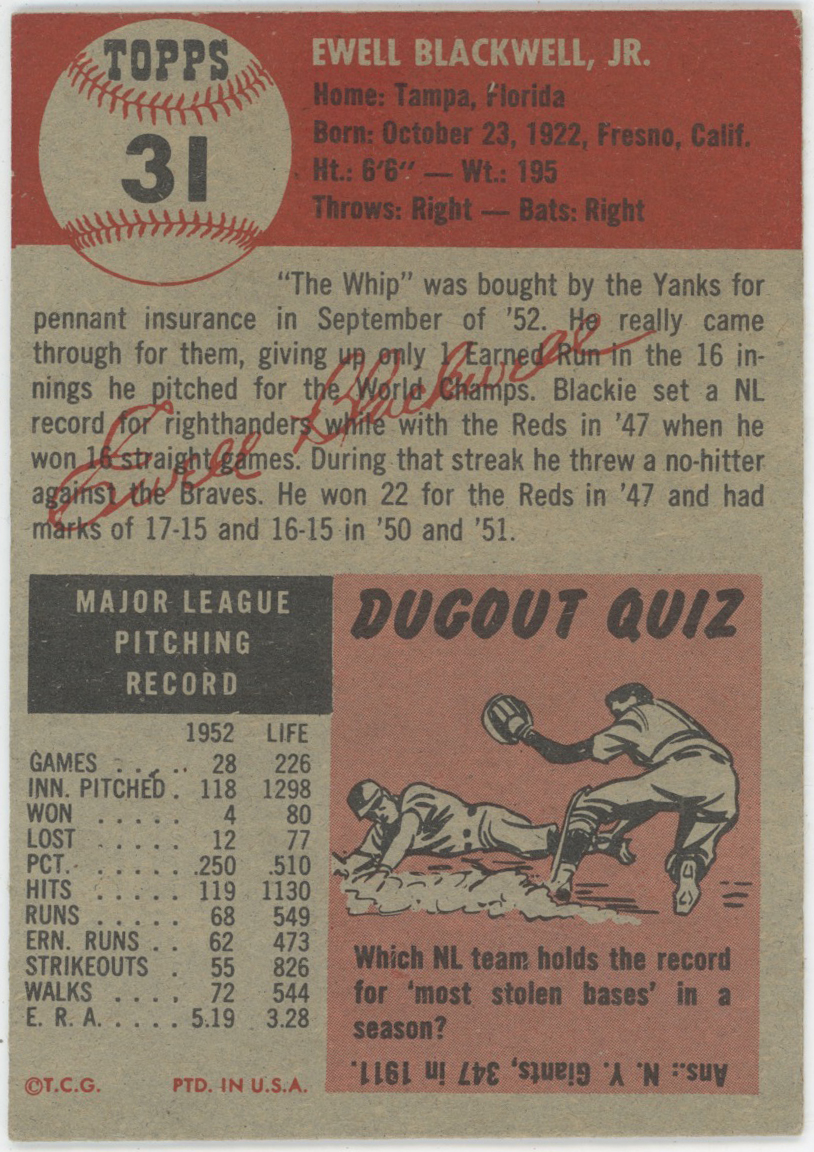 TOPPS
31
EWELL BLACKWELL, JR.
Home: Tampa, Florida
Born: October 23, 1922, Fresno, Calif.
Ht.: 6'6" — Wt.: 195
Throws: Right — Bats: Right
"The Whip" was bought by the Yanks for
pennant insurance in September of '52. He really came
through for them, giving up only 1 Earned Run in the 16 in-
nings he pitched for the World Champs. Blackie set a NL
record for righthanders while with the Reds in '47 when he
won 16 straight games. During that streak he threw a no-hitter
against the Braves. He won 22 for the Reds in '47 and had
marks of 17-15 and 16-15 in '50 and '51.
Ewell Blackwell
MAJOR LEAGUE
PITCHING
RECORD
1952 LIFE
GAMES . . . . . 28 226
INN. PITCHED . 118 1298
WON . . . . . 4 80
LOST . . . . . 12 77
PCT. . . . . . .250 .510
HITS . . . . . 119 1130
RUNS . . . . . 68 549
ERN. RUNS . . 62 473
STRIKEOUTS . 55 826
WALKS . . . . 72 544
E. R. A. . . . . 5.19 3.28
©T.C.G. PTD. IN U.S.A.
DUGOUT QUIZ
Which NL team holds the record
for 'most stolen bases' in a
season?
Ans.: N. Y. Giants, 347 in 1911.